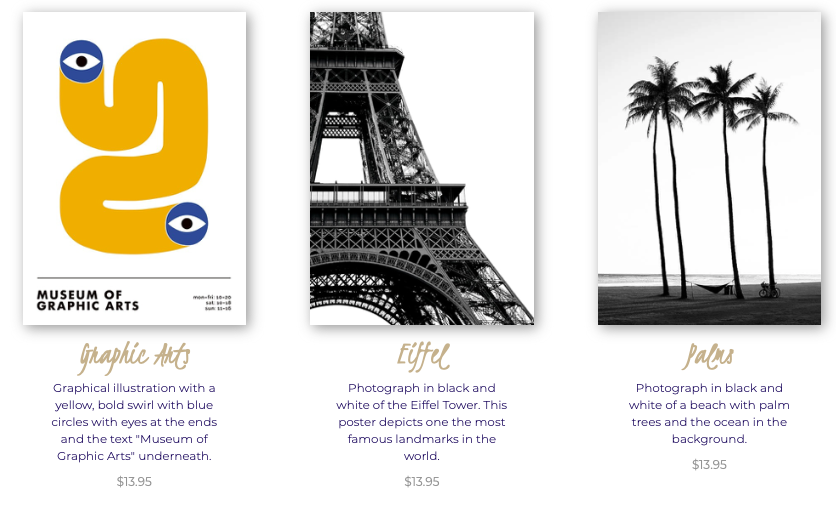 MUSEUM OF
GRAPHIC ARTS
mon-fri: 10-20
sat: 10-18
sun: 11-16
Graphic Arts
Graphical illustration with a
yellow, bold swirl with blue
circles with eyes at the ends
and the text "Museum of
Graphic Arts" underneath.
$13.95
Eiffel
Photograph in black and
white of the Eiffel Tower. This
poster depicts one the most
famous landmarks in the
world.
$13.95
Palms
Photograph in black and
white of a beach with palm
trees and the ocean in the
background.
$13.95